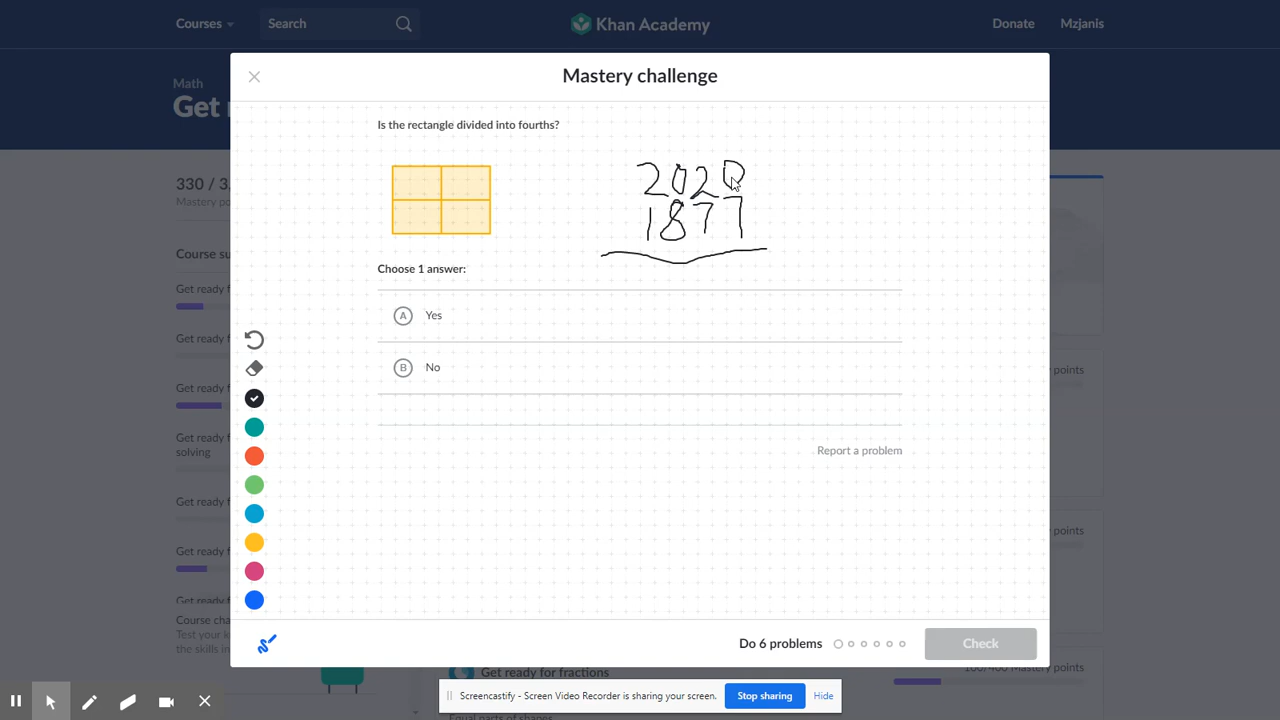 Courses
Search
Khan Academy
Donate
Mzjanis
Math
Get
Mastery challenge
330 / 3,
Mastery po
Course su
Get ready f
Get ready f
Get ready f
Get ready f
solving
Get ready f
Get ready f
Get ready f
Course cha
Test your k
the skills in
Is the rectangle divided into fourths?
2020
1877
Choose 1 answer:
A Yes
B No
Report a problem
y points
y points
Do 6 problems
Check
Get ready for fractions
100/400 Mastery points
Equal parts of shapes
Screencastify - Screen Video Recorder is sharing your screen.
Stop sharing
Hide